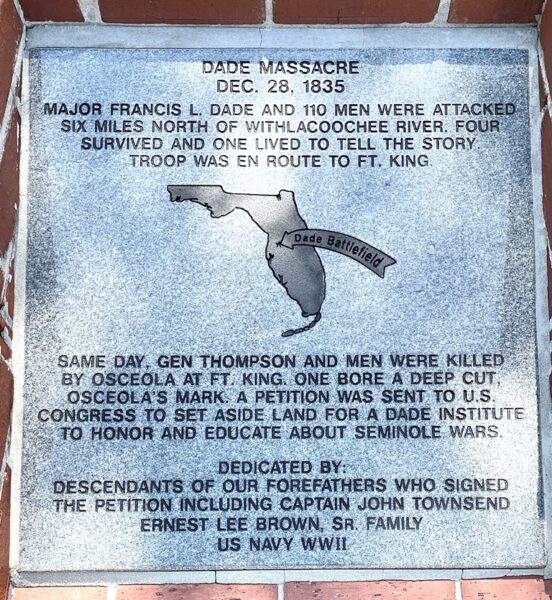 DADE MASSACRE
DEC. 28, 1835
MAJOR FRANCIS L. DADE AND 110 MEN WERE ATTACKED
SIX MILES NORTH OF WITHLACOOCHEE RIVER. FOUR
SURVIVED AND ONE LIVED TO TELL THE STORY.
TROOP WAS EN ROUTE TO FT. KING
Dade Battlefield
SAME DAY, GEN THOMPSON AND MEN WERE KILLED
BY OSCEOLA AT FT. KING. ONE BORE A DEEP CUT,
OSCEOLA'S MARK. A PETITION WAS SENT TO U.S.
CONGRESS TO SET ASIDE LAND FOR A DADE INSTITUTE
TO HONOR AND EDUCATE ABOUT SEMINOLE WARS.
DEDICATED BY:
DESCENDANTS OF OUR FOREFATHERS WHO SIGNED
THE PETITION INCLUDING CAPTAIN JOHN TOWNSEND
ERNEST LEE BROWN, SR. FAMILY
US NAVY WWII